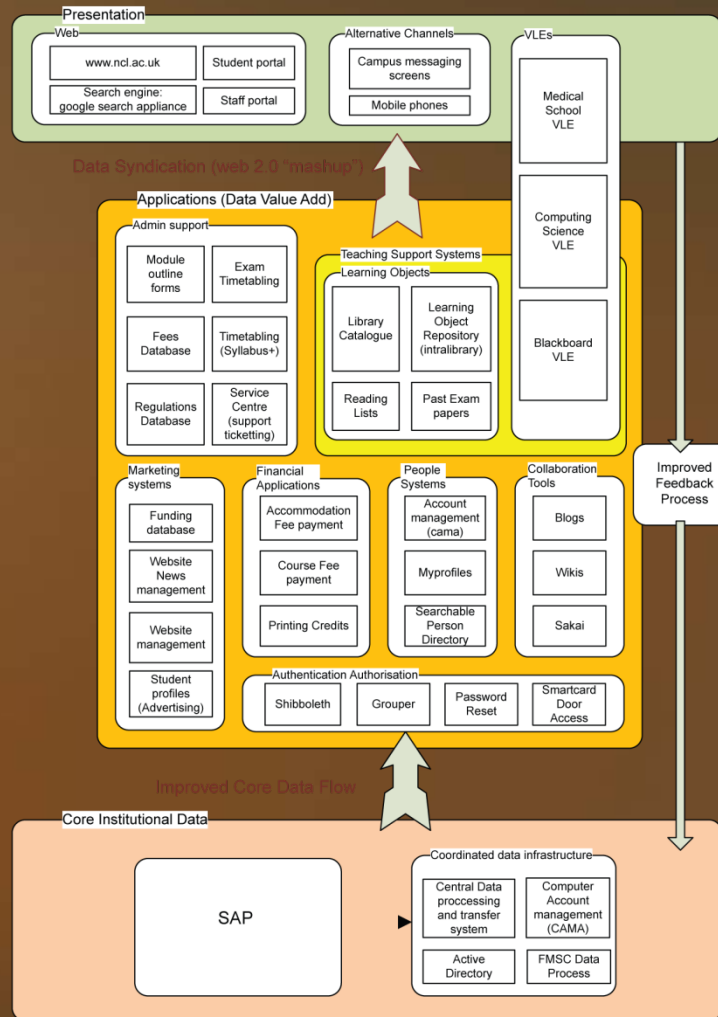 Presentation
Web
www.ncl.ac.uk
Student portal
Search engine:
google search appliance
Staff portal
Alternative Channels
Campus messaging
screens
Mobile phones
VLEs
Medical
School
VLE
Computing
Science
VLE
Blackboard
VLE
Data Syndication (web 2.0 “mashup”)
Applications (Data Value Add)
Admin support
Module
outline
forms
Exam
Timetabling
Fees
Database
Timetabling
(Syllabus+)
Regulations
Database
Service
Centre
(support
ticketting)
Teaching Support Systems
Learning Objects
Library
Catalogue
Learning
Object
Repository
(intralibrary)
Reading
Lists
Past Exam
papers
Improved
Feedback
Process
Marketing
systems
Funding
database
Website
News
management
Website
management
Student
profiles
(Advertising)
Financial
Applications
Accommodation
Fee payment
Course Fee
payment
Printing Credits
People
Systems
Account
management
(cama)
Myprofiles
Searchable
Person
Directory
Collaboration
Tools
Blogs
Wikis
Sakai
Authentication Authorisation
Shibboleth
Grouper
Password
Reset
Smartcard
Door
Access
Improved Core Data Flow
Core Institutional Data
SAP
Coordinated data infrastructure
Central Data
proccessing
and transfer
system
Computer
Account
management
(CAMA)
Active
Directory
FMSC Data
Process